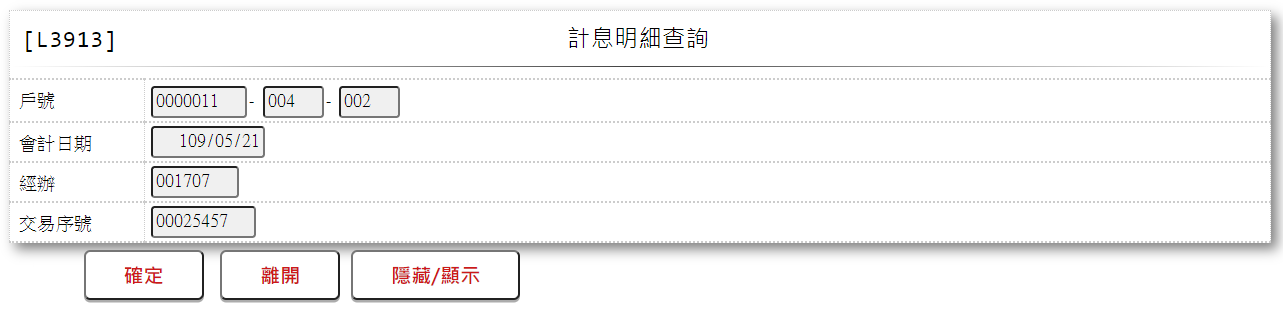 [L3913] 計息明細查詢
戶號 0000011 - 004 - 002
會計日期 109/05/21
經辦 001707
交易序號 00025457
確定 離開 隱藏/顯示